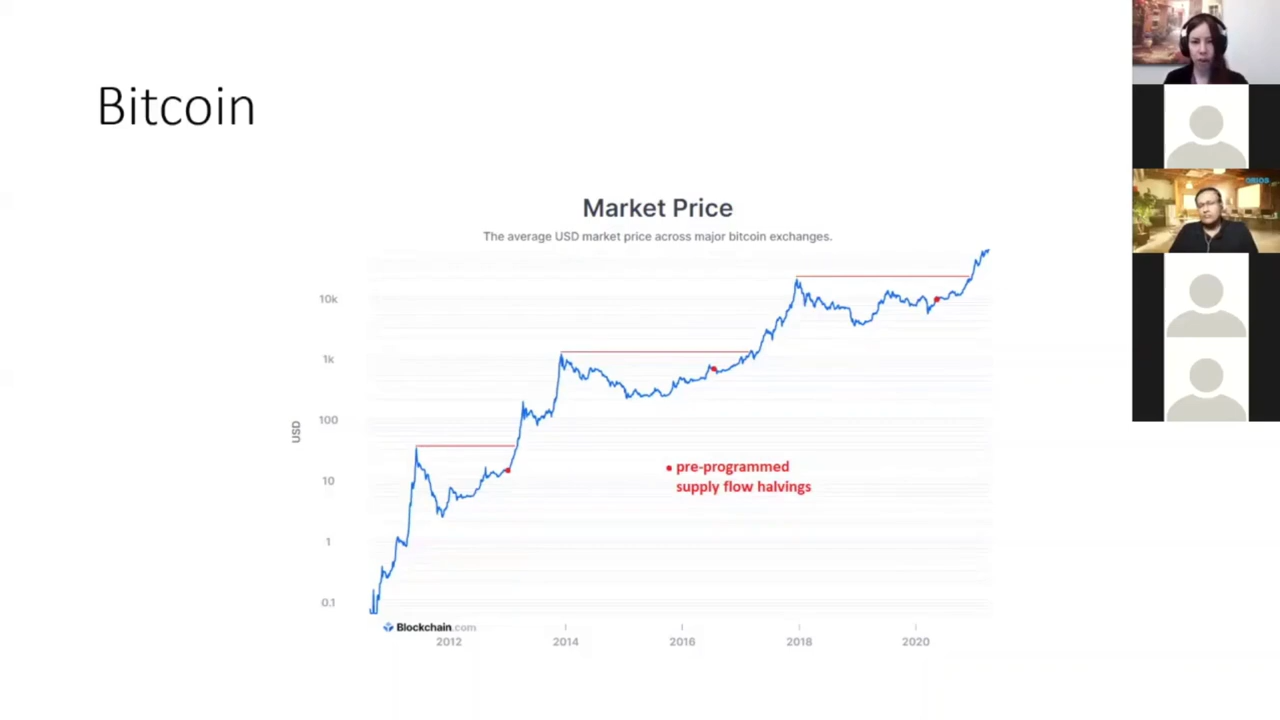 Bitcoin
Market Price
The average USD market price across major bitcoin exchanges.
10k
1k
100
10
1
0.1
USD
• pre-programmed
supply flow halvings
Blockchain.com
2012
2014
2016
2018
2020